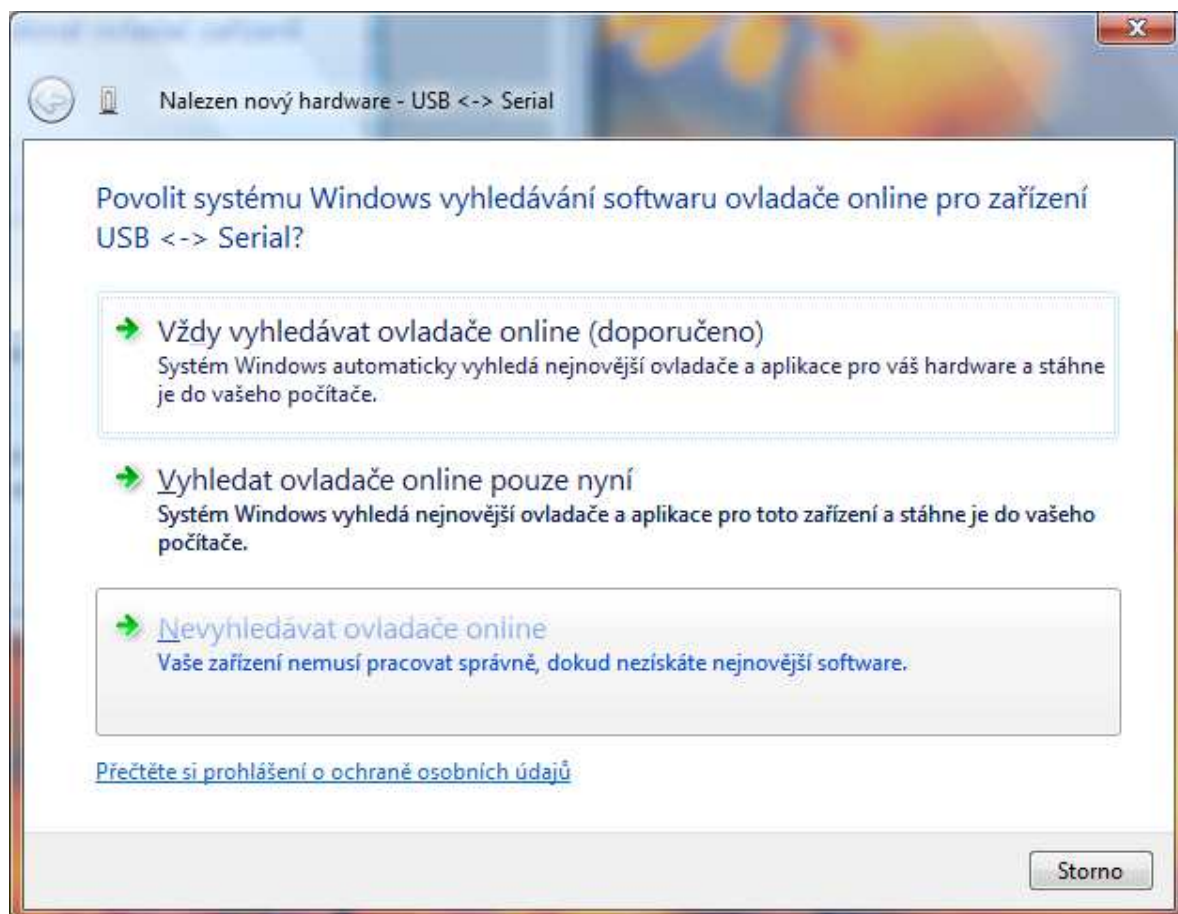 Nalezen nový hardware - USB <-> Serial
Povolit systému Windows vyhledávání softwaru ovladače online pro zařízení
USB <-> Serial?
Vždy vyhledávat ovladače online (doporučeno)
Systém Windows automaticky vyhledá nejnovější ovladače a aplikace pro váš hardware a stáhne
je do vašeho počítače.
Vyhledat ovladače online pouze nyní
Systém Windows vyhledá nejnovější ovladače a aplikace pro toto zařízení a stáhne je do vašeho
počítače.
Nevyhledávat ovladače online
Vaše zařízení nemusí pracovat správně, dokud nezískáte nejnovější software.
Přečtěte si prohlášení o ochraně osobních údajů
Storno